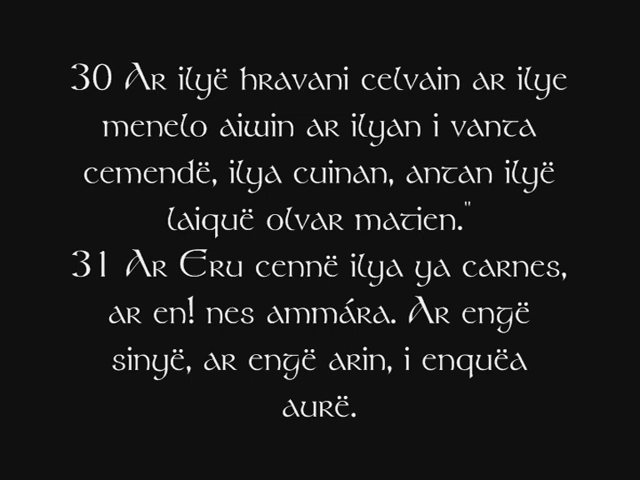 30 Ar ilyë hravani celvain ar ilye
menelo aiwin ar ilyan i vanta
cemendë, ilya cuinan, antan ilyë
laiquë olvar matien."
31 Ar Eru cennë ilya ya carnes,
ar en! nes ammára. Ar engë
sinyë, ar engë arin, i enquëa
aurë.